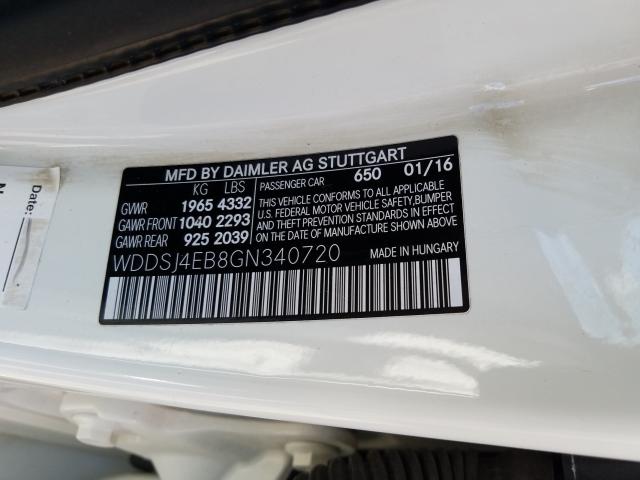 MFD BY DAIMLER AG STUTTGART
KG LBS
GVWR 1965 4332
GAWR FRONT 1040 2293
GAWR REAR 925 2039
PASSENGER CAR 650 01/16
THIS VEHICLE CONFORMS TO ALL APPLICABLE
U.S. FEDERAL MOTOR VEHICLE SAFETY,BUMPER
AND THEFT PREVENTION STANDARDS IN EFFECT
ON THE DATE OF MANUFACTURE SHOWN ABOVE
WDDSJ4EB8GN340720 MADE IN HUNGARY
Date: